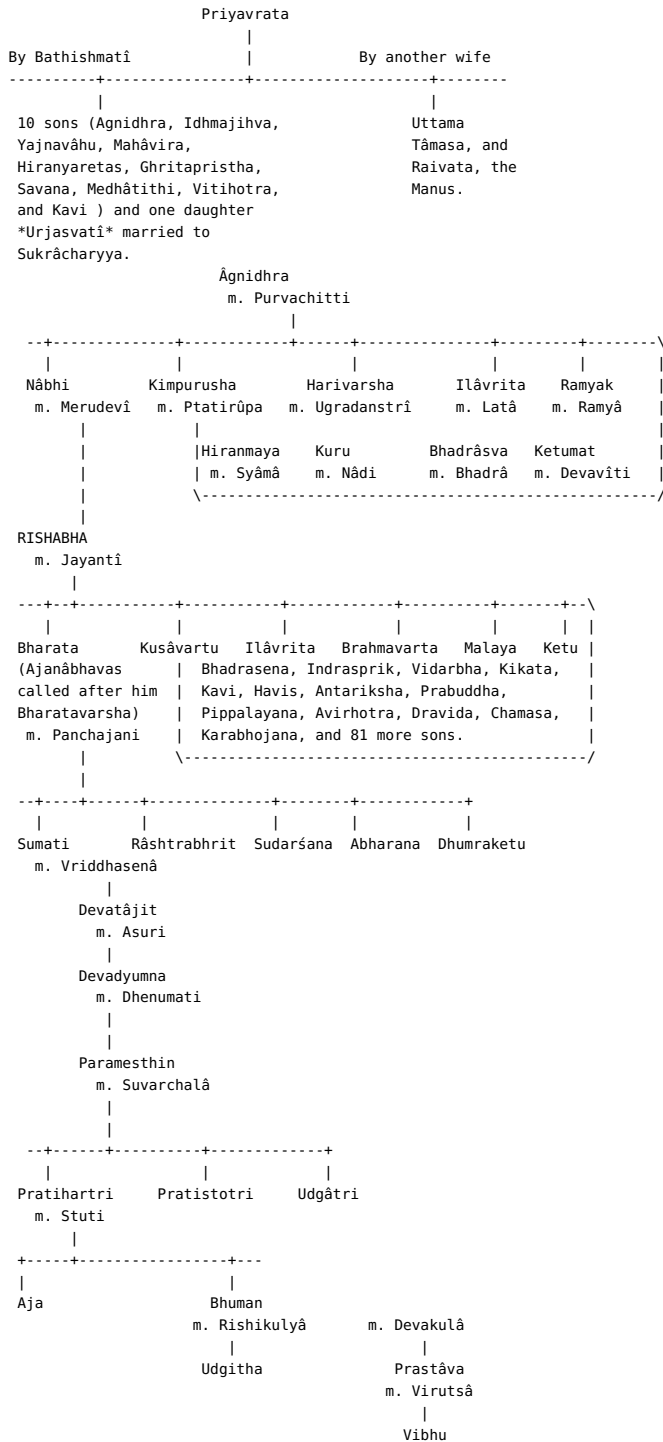 Priyavrata
|
By Bathishmatî | By another wife
----------+----------------+--------------------+--------
| |
10 sons (Agnidhra, Idhmajihva, Uttama
Yajnavâhu, Mahâvira, Tâmasa, and
Hiranyaretas, Ghritapristha, Raivata, the
Savana, Medhâtithi, Vitihotra, Manus.
and Kavi ) and one daughter
*Urjasvatî* married to
Sukrâcharyya.
Âgnidhra
m. Purvachitti
|
--+--------------+------------+------+---------------+---------+--------\
| | | | | |
Nâbhi Kimpurusha Harivarsha Ilâvrita Ramyak |
m. Merudevî m. Ptatirûpa m. Ugradanstrî m. Latâ m. Ramyâ |
| | |
| |Hiranmaya Kuru Bhadrâsva Ketumat |
| | m. Syâmâ m. Nâdi m. Bhadrâ m. Devavîti |
| \----------------------------------------------------/
|
RISHABHA
m. Jayantî
|
---+--+-----------+-----------+------------+----------+-------+--\
| | | | | | |
Bharata Kusâvartu Ilâvrita Brahmavarta Malaya Ketu |
(Ajanâbhavas | Bhadrasena, Indrasprik, Vidarbha, Kikata, |
called after him | Kavi, Havis, Antariksha, Prabuddha, |
Bharatavarsha) | Pippalayana, Avirhotra, Dravida, Chamasa, |
m. Panchajani | Karabhojana, and 81 more sons. |
| \----------------------------------------------/
|
--+----+------+--------------+--------+------------+
| | | | |
Sumati Râshtrabhrit Sudarśana Abharana Dhumraketu
m. Vriddhasenâ
|
Devatâjit
m. Asuri
|
Devadyumna
m. Dhenumati
|
|
Paramesthin
m. Suvarchalâ
|
|
--+------+----------+-------------+
| | |
Pratihartri Pratistotri Udgâtri
m. Stuti
|
+-----+-----------------+---
| |
Aja Bhuman
m. Rishikulyâ m. Devakulâ
| |
Udgitha Prastâva
m. Virutsâ
|
Vibhu